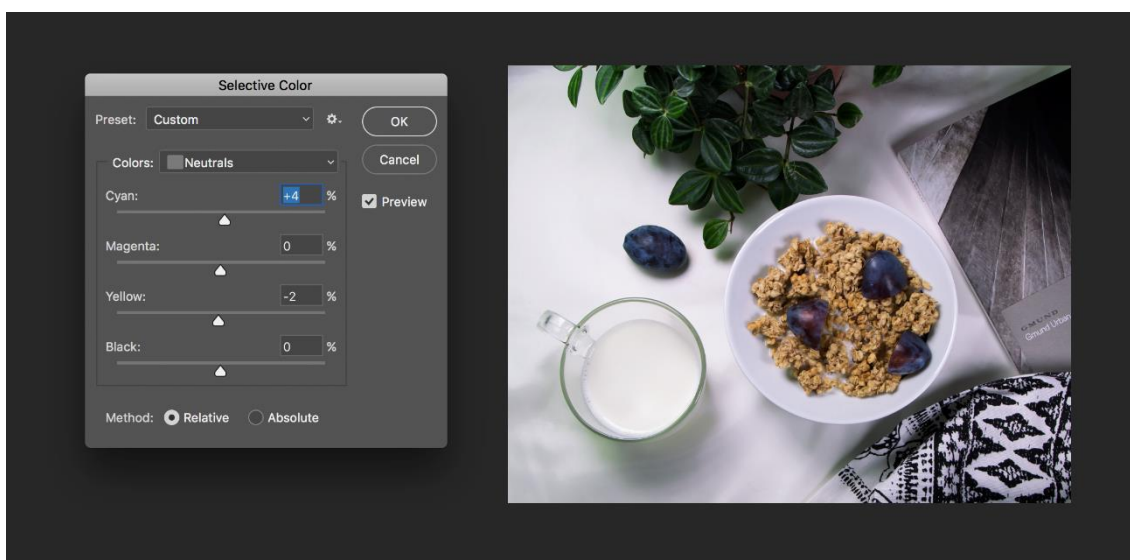 Selective Color
Preset: Custom
OK
Colors: Neutrals
Cancel
Cyan: +4 %
Preview
Magenta: 0 %
Yellow: -2 %
Black: 0 %
Method: Relative Absolute
GMUND
Gmund Urban